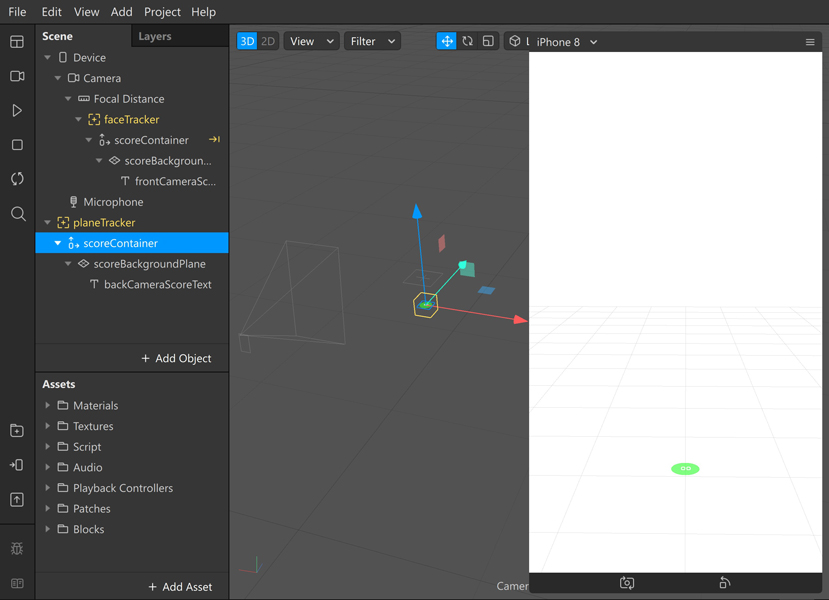 File Edit View Add Project Help
Scene Layers
3D 2D View Filter iPhone 8
Device
Camera
Focal Distance
faceTracker
scoreContainer
scoreBackgroun...
frontCameraSc...
Microphone
planeTracker
scoreContainer
scoreBackgroundPlane
backCameraScoreText
+ Add Object
Assets
Materials
Textures
Script
Audio
Playback Controllers
Patches
Blocks
+ Add Asset
Camer